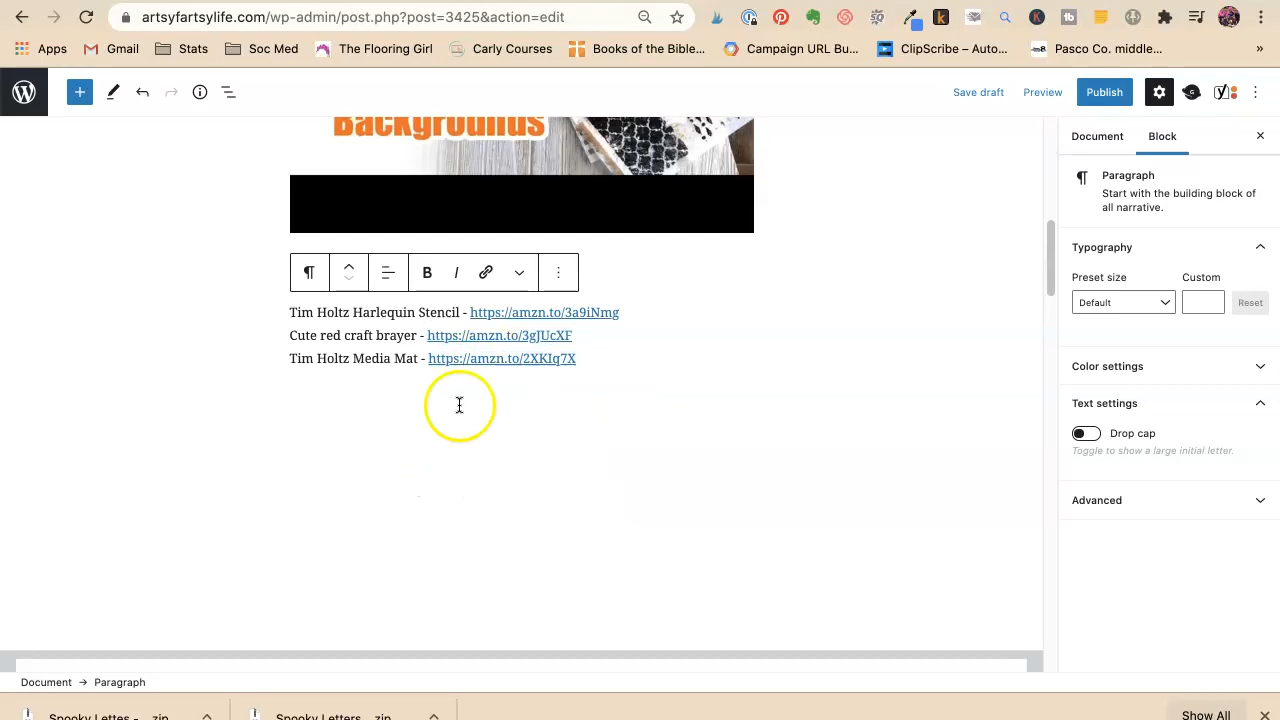 artsyfartsylife.com/wp-admin/post.php?post=3425&action=edit
Apps Gmail Stats Soc Med The Flooring Girl Carly Courses Books of the Bible... Campaign URL Bu... ClipScribe – Auto... Pasco Co. middle... »
Save draft Preview Publish
Backgrounds
Document Block
Paragraph
Start with the building block of
all narrative.
Typography
Preset size Custom
Default Reset
B I
Tim Holtz Harlequin Stencil - https://amzn.to/3a9iNmg
Cute red craft brayer - https://amzn.to/3gJUcXF
Tim Holtz Media Mat - https://amzn.to/2XKIq7X
Color settings
Text settings
Drop cap
Toggle to show a large initial letter.
Advanced
Document → Paragraph
Spooky Lettes - ....zip Spooky Letters....zip Show All